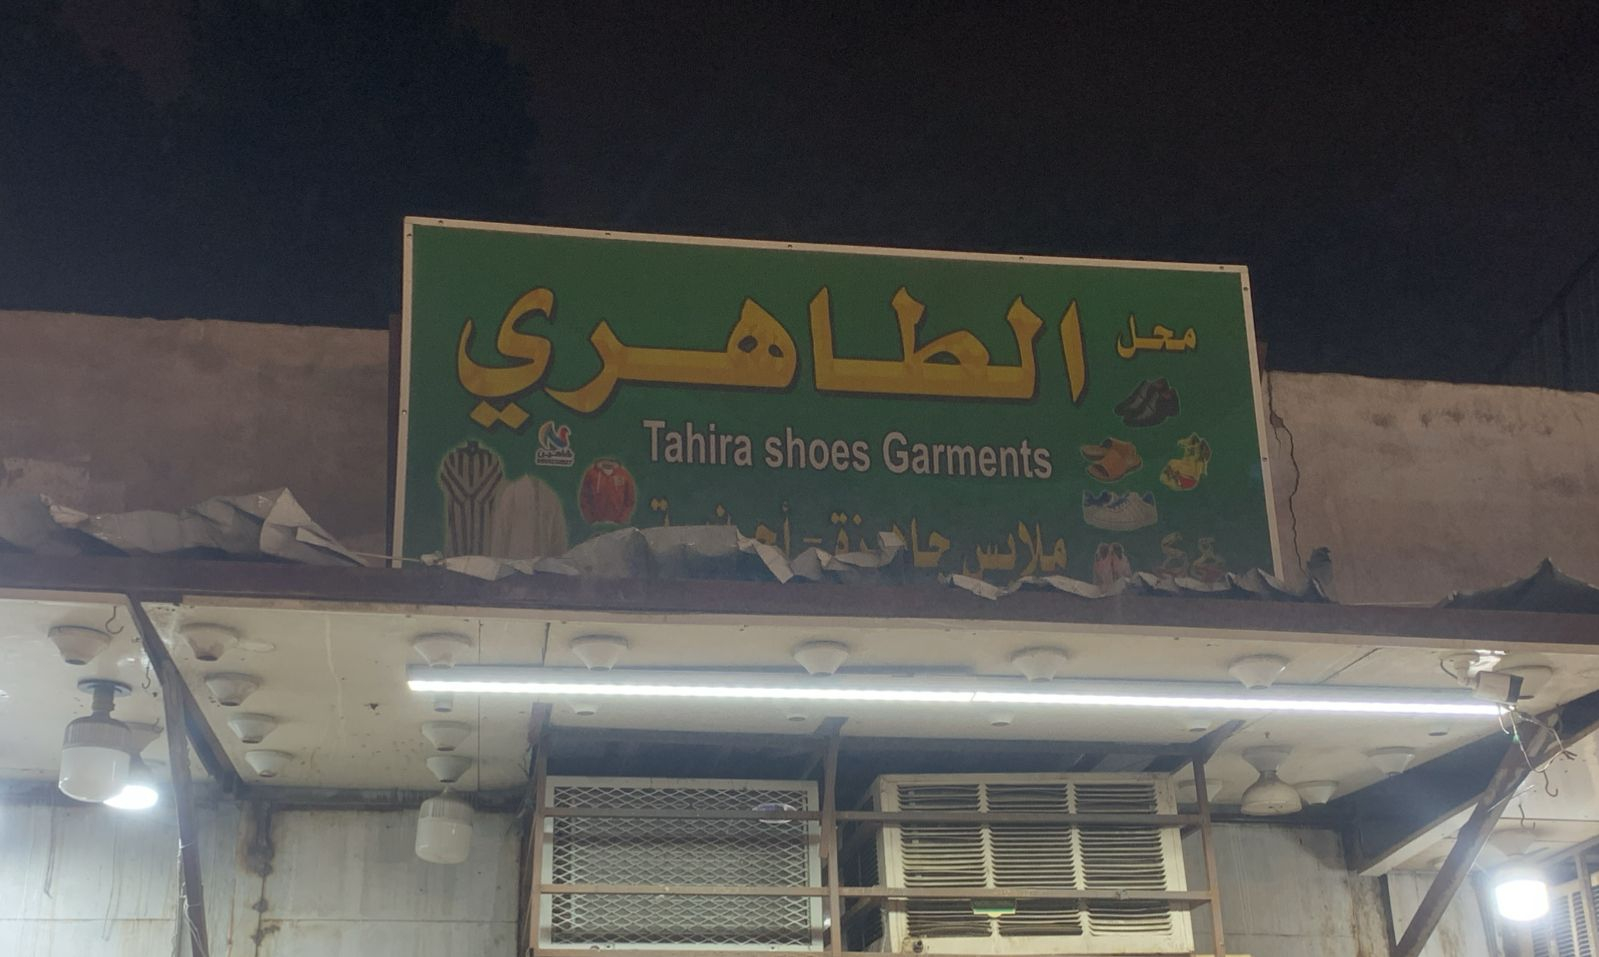 محل الطاهري
Tahira shoes Garments
ملابس جاهزة - أحذية